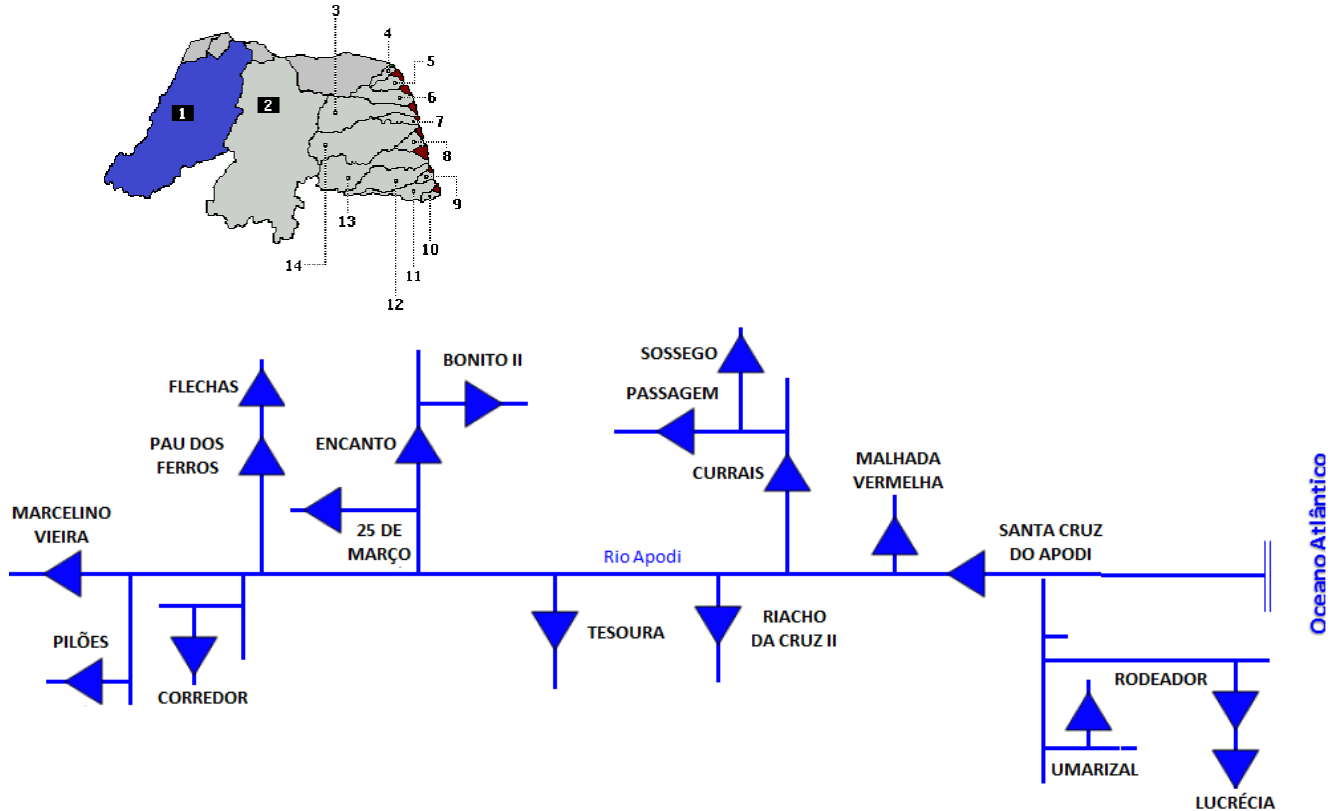 3
4
5
6
1
2
7
8
9
13
10
14
11
12
SOSSEGO
BONITO II
FLECHAS
PASSAGEM
PAU DOS
FERROS
ENCANTO
CURRAIS
MALHADA
VERMELHA
MARCELINO
VIEIRA
25 DE
MARÇO
SANTA CRUZ
DO APODI
Rio Apodi
Oceano Atlântico
PILÕES
CORREDOR
TESOURA
RIACHO
DA CRUZ II
RODEADOR
UMARIZAL
LUCRÉCIA